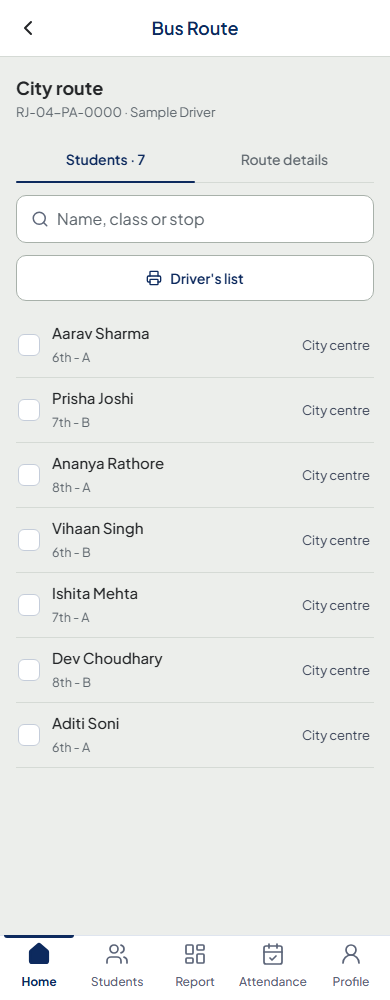 Bus Route
City route
RJ-04-PA-0000 · Sample Driver
Students · 7
Route details
Name, class or stop
Driver's list
Aarav Sharma
6th - A
City centre
Prisha Joshi
7th - B
City centre
Ananya Rathore
8th - A
City centre
Vihaan Singh
6th - B
City centre
Ishita Mehta
7th - A
City centre
Dev Choudhary
8th - B
City centre
Aditi Soni
6th - A
City centre
Home
Students
Report
Attendance
Profile